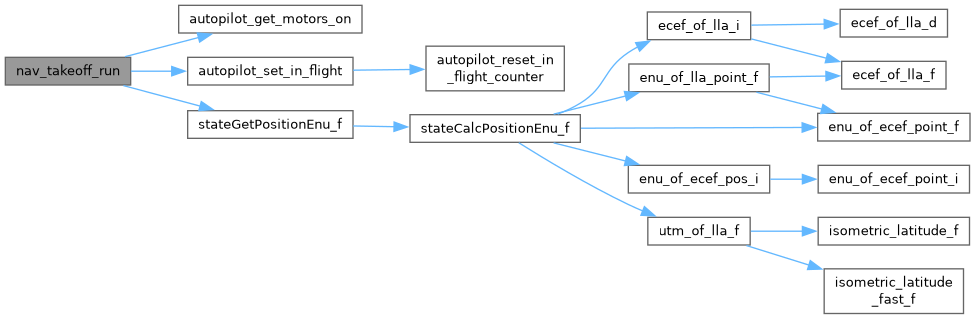 nav_takeoff_run
autopilot_get_motors_on
autopilot_set_in_flight
autopilot_reset_in
_flight_counter
stateGetPositionEnu_f
stateCalcPositionEnu_f
ecef_of_lla_i
ecef_of_lla_d
ecef_of_lla_f
enu_of_lla_point_f
enu_of_ecef_point_f
enu_of_ecef_pos_i
enu_of_ecef_point_i
utm_of_lla_f
isometric_latitude_f
isometric_latitude
_fast_f